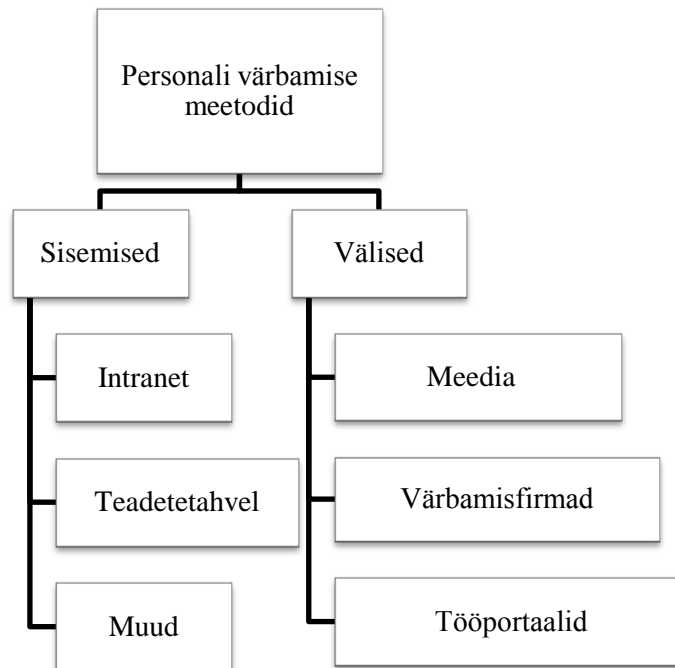 Personali värbamise
meetodid
Sisemised
Välised
Intranet
Meedia
Teadetetahvel
Värbamisfirmad
Muud
Tööportaalid